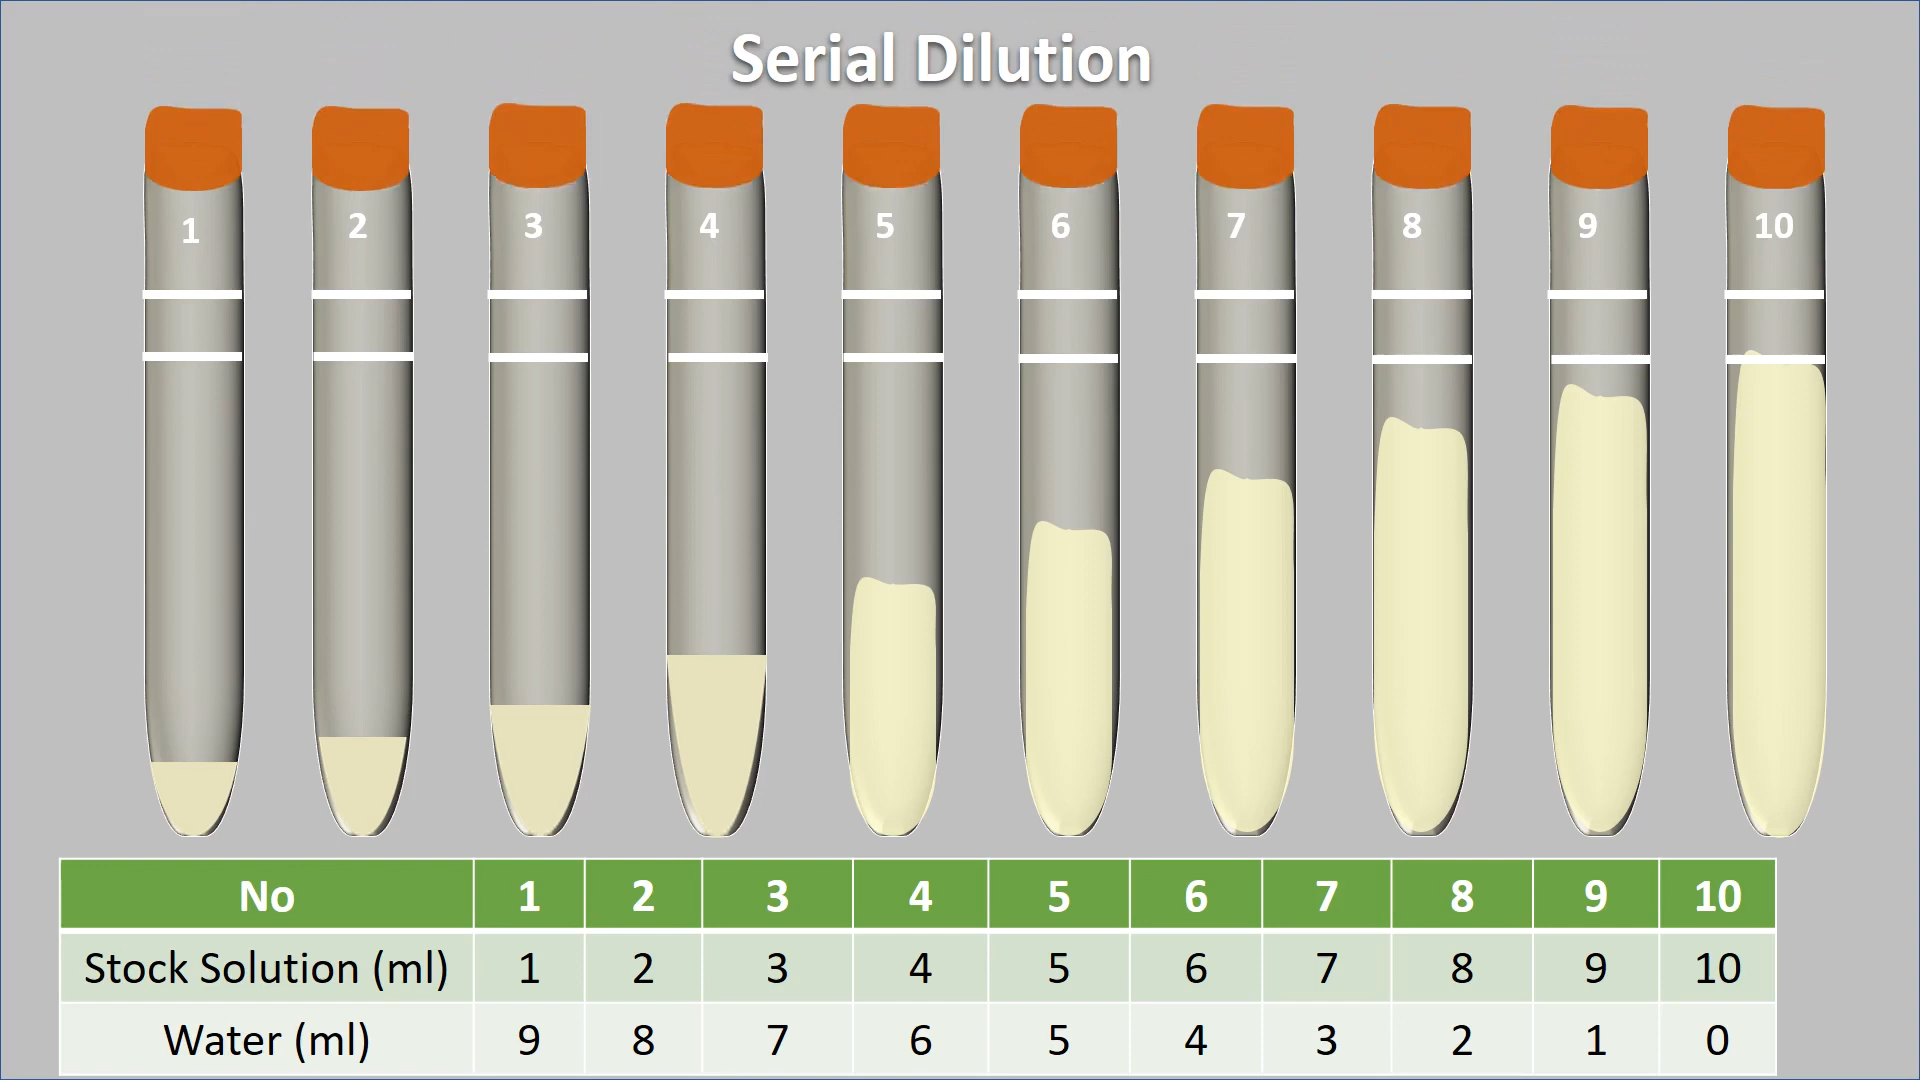 Serial Dilution
1 2 3 4 5 6 7 8 9 10
No 1 2 3 4 5 6 7 8 9 10
Stock Solution (ml) 1 2 3 4 5 6 7 8 9 10
Water (ml) 9 8 7 6 5 4 3 2 1 0